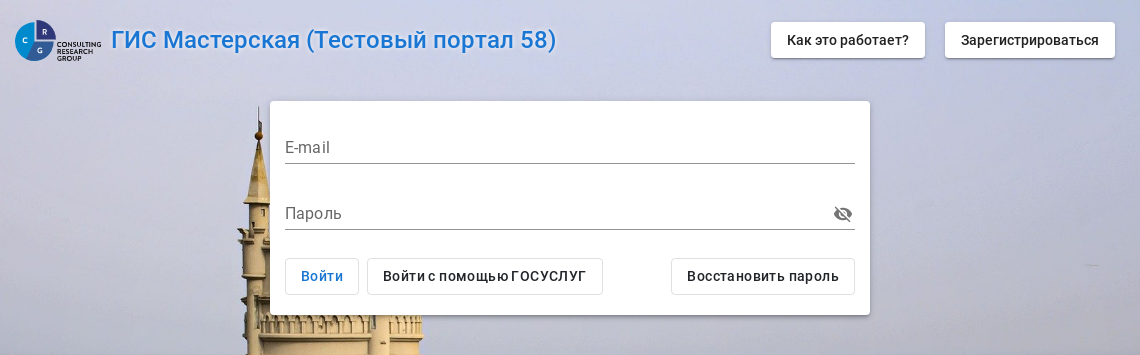 C R G
CONSULTING
RESEARCH
GROUP
ГИС Мастерская (Тестовый портал 58)
Как это работает?
Зарегистрироваться
E-mail
Пароль
Войти
Войти с помощью ГОСУСЛУГ
Восстановить пароль